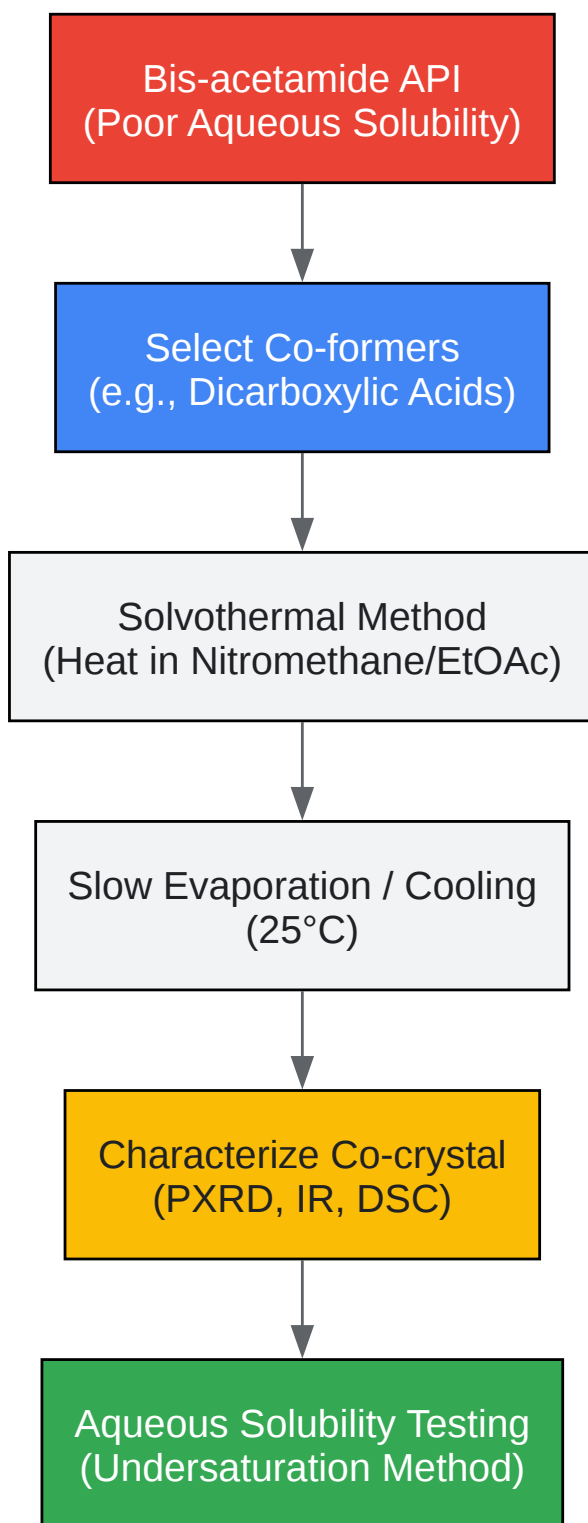 Bis-acetamide API
(Poor Aqueous Solubility)
Select Co-formers
(e.g., Dicarboxylic Acids)
Solvothermal Method
(Heat in Nitromethane/EtOAc)
Slow Evaporation / Cooling
(25°C)
Characterize Co-crystal
(PXRD, IR, DSC)
Aqueous Solubility Testing
(Undersaturation Method)